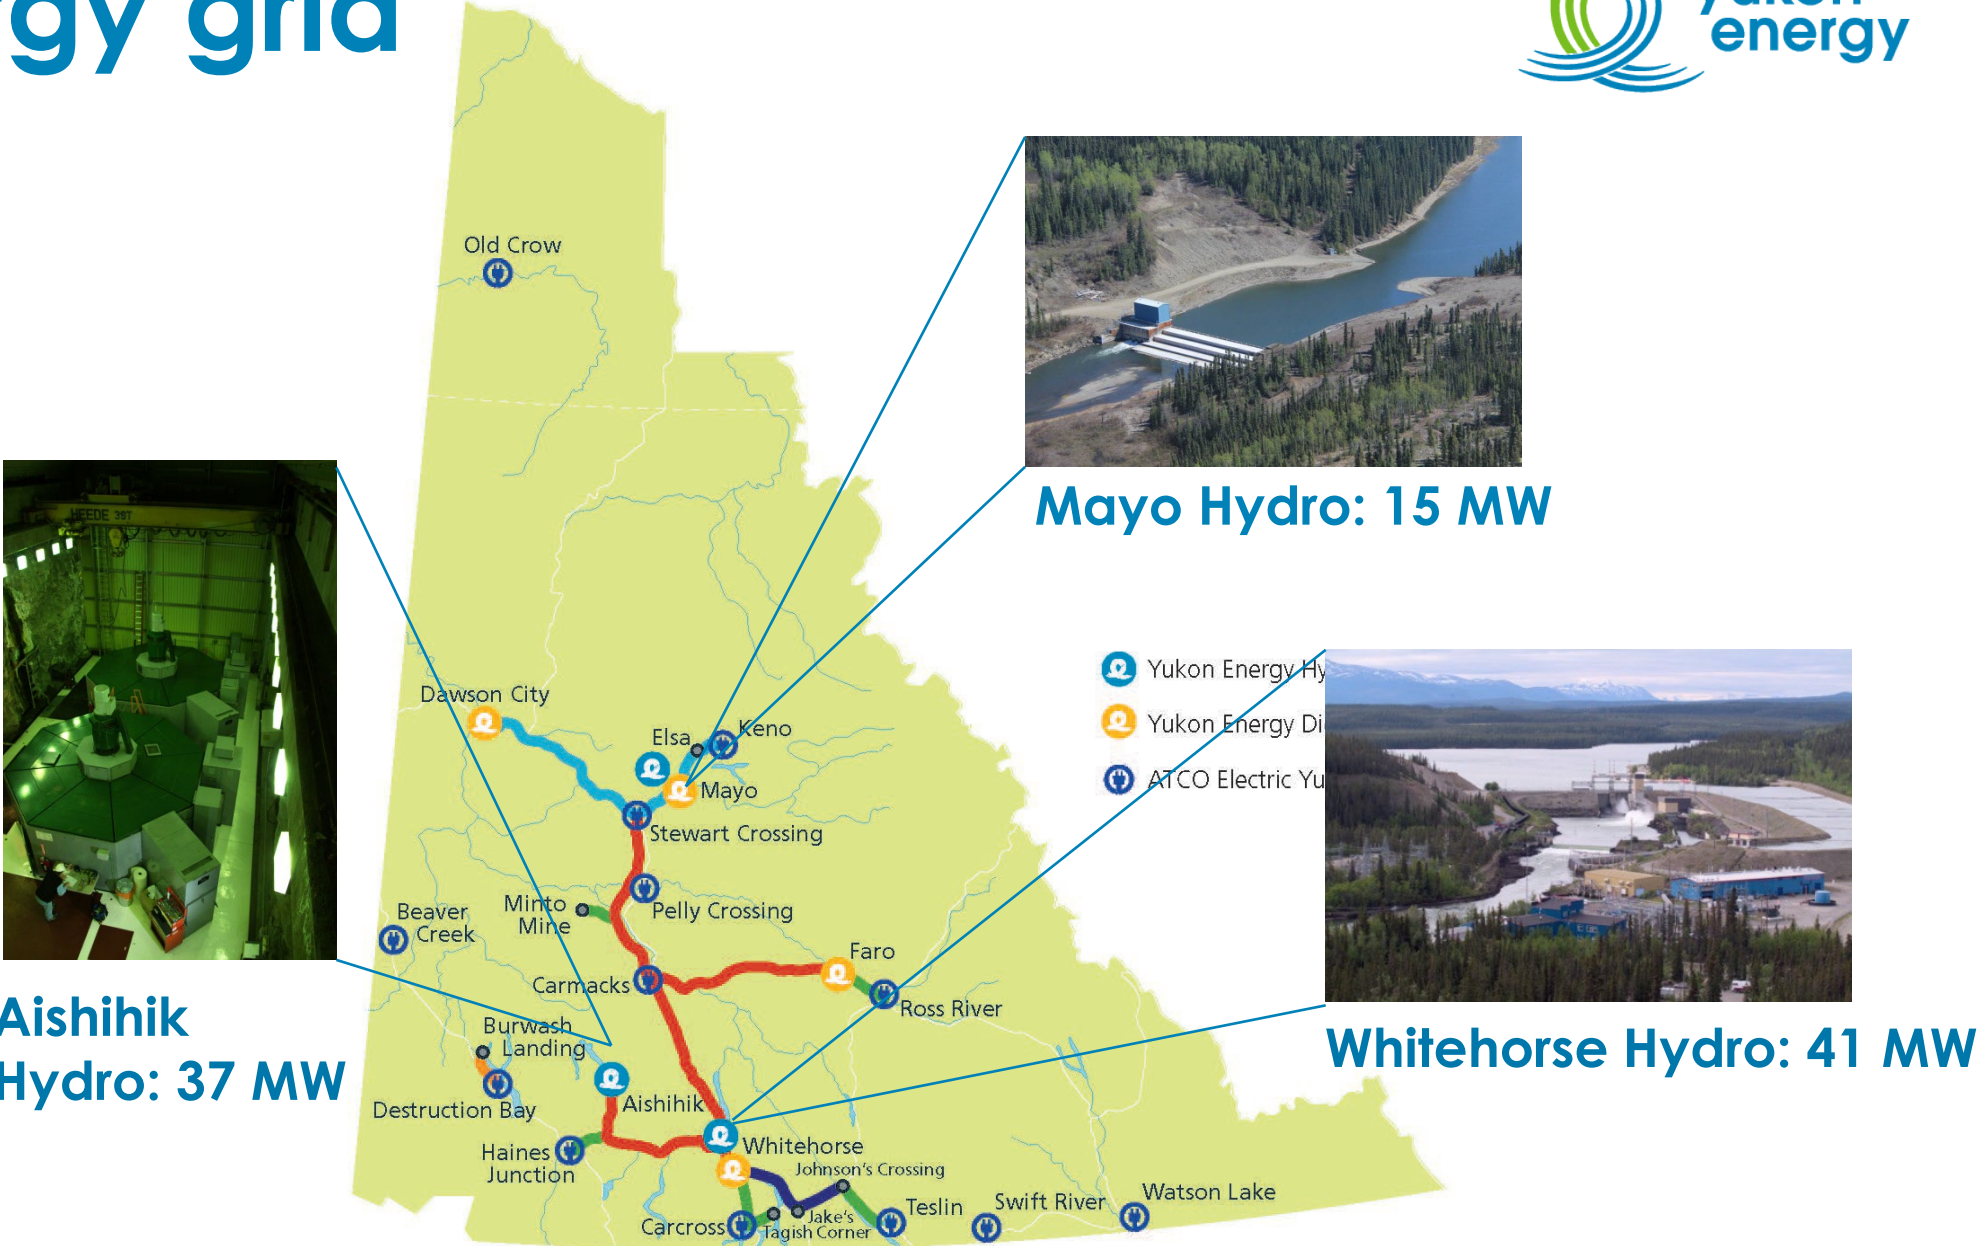 gy grid
yukon
energy
Old Crow
HEEDE 35T
Mayo Hydro: 15 MW
Yukon Energy Hy
Yukon Energy Di
ATCO Electric Yu
Dawson City
Elsa
Keno
Mayo
Stewart Crossing
Minto
Mine
Pelly Crossing
Beaver
Creek
Faro
Carmacks
Ross River
Aishihik
Hydro: 37 MW
Burwash
Landing
Destruction Bay
Aishihik
Whitehorse Hydro: 41 MW
Haines
Junction
Whitehorse
Johnson's Crossing
Carcross
Tagish
Jake's
Corner
Teslin
Swift River
Watson Lake